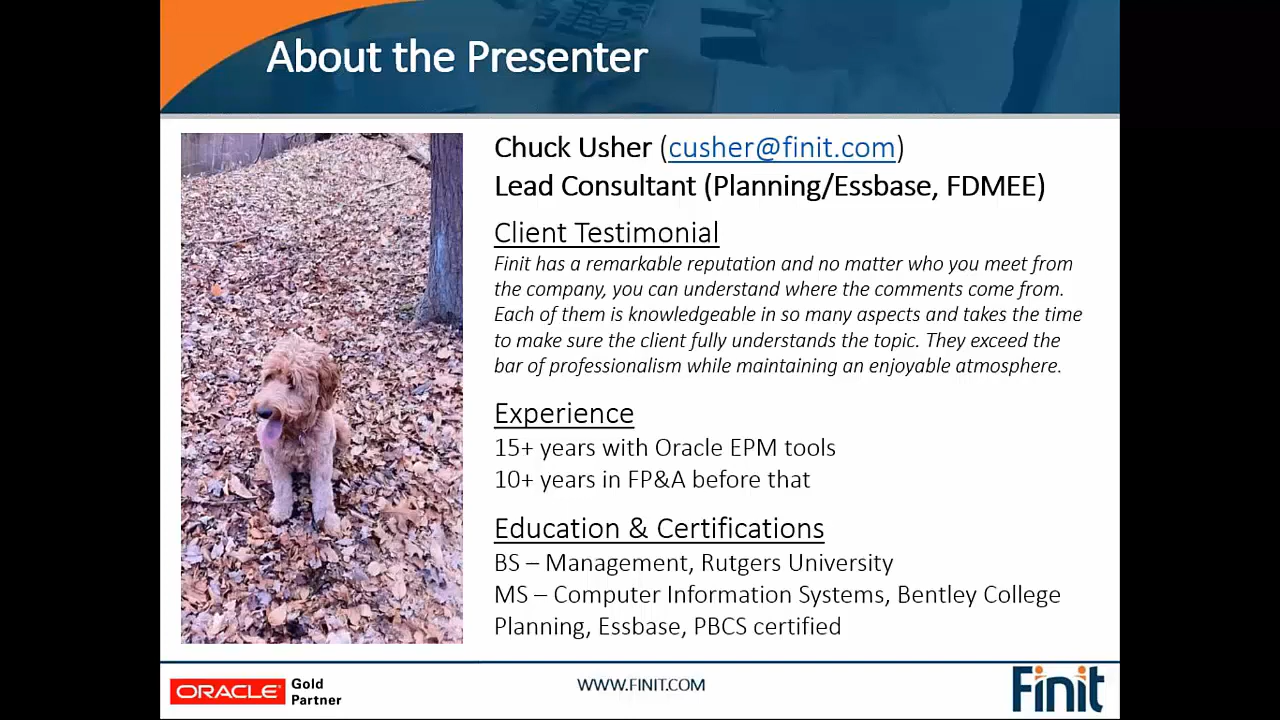 About the Presenter
Chuck Usher (cusher@finit.com)
Lead Consultant (Planning/Essbase, FDMEE)
Client Testimonial
Finit has a remarkable reputation and no matter who you meet from
the company, you can understand where the comments come from.
Each of them is knowledgeable in so many aspects and takes the time
to make sure the client fully understands the topic. They exceed the
bar of professionalism while maintaining an enjoyable atmosphere.
Experience
15+ years with Oracle EPM tools
10+ years in FP&A before that
Education & Certifications
BS – Management, Rutgers University
MS – Computer Information Systems, Bentley College
Planning, Essbase, PBCS certified
ORACLE® Gold
Partner
WWW.FINIT.COM
Finit